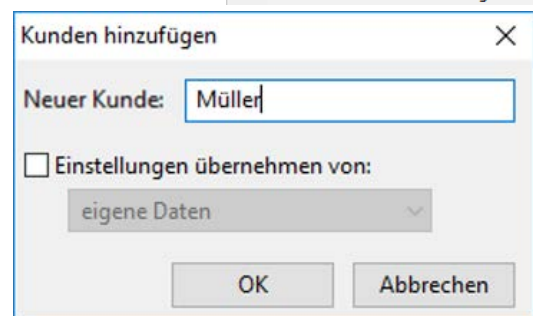 Kunden hinzufügen
Neuer Kunde: Müller
Einstellungen übernehmen von:
eigene Daten
OK Abbrechen